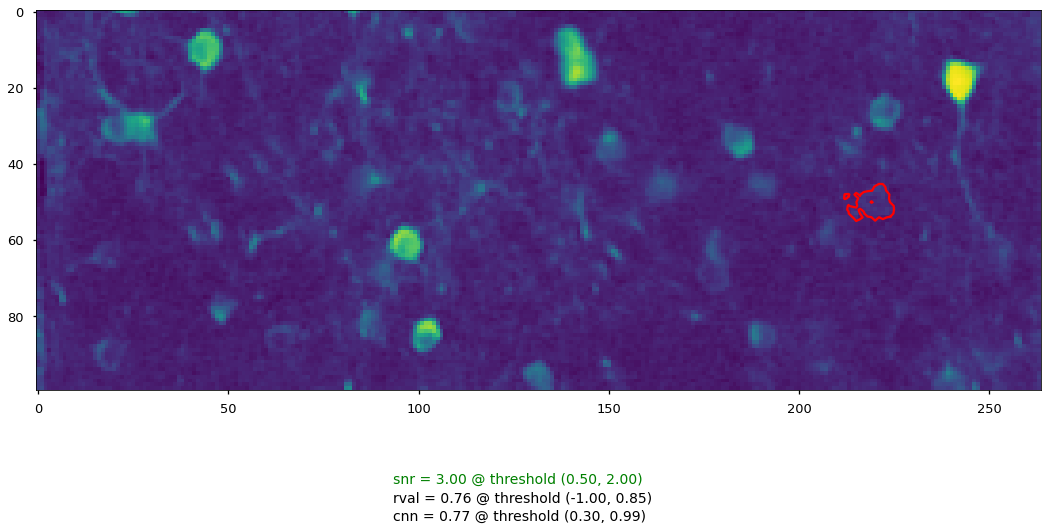 0
20
40
60
80
0 50 100 150 200 250
snr = 3.00 @ threshold (0.50, 2.00)
rval = 0.76 @ threshold (-1.00, 0.85)
cnn = 0.77 @ threshold (0.30, 0.99)